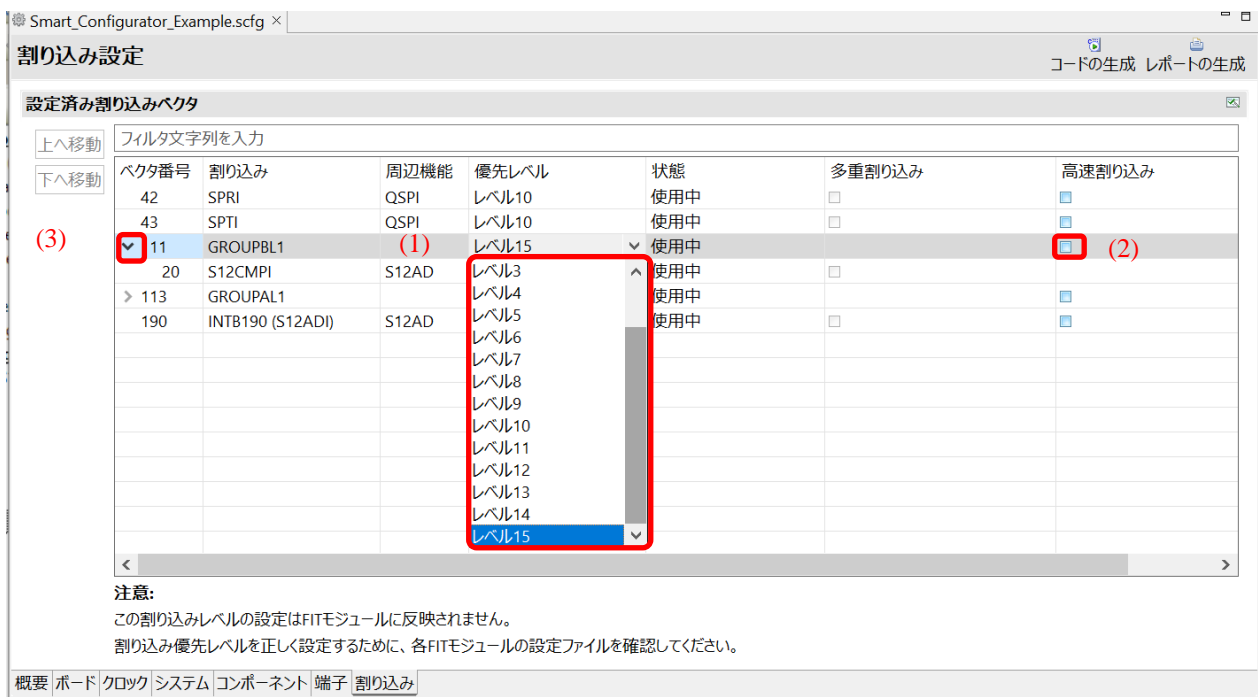 Smart_Configurator_Example.scfg ×
割り込み設定
コードの生成 レポートの生成
設定済み割り込みベクタ
上へ移動 フィルタ文字列を入力
下へ移動
ベクタ番号 割り込み 周辺機能 優先レベル 状態 多重割り込み 高速割り込み
42 SPRI QSPI レベル10 使用中
43 SPTI QSPI レベル10 使用中
(3) 11 GROUPBL1 (1) レベル15 使用中 (2)
20 S12CMPI S12AD レベル3 使用中
レベル4
113 GROUPAL1 使用中
レベル5
190 INTB190 (S12ADI) S12AD 使用中
レベル6
レベル7
レベル8
レベル9
レベル10
レベル11
レベル12
レベル13
レベル14
レベル15
注意:
この割り込みレベルの設定はFITモジュールに反映されません。
割り込み優先レベルを正しく設定するために、各FITモジュールの設定ファイルを確認してください。
概要 ボード クロック システム コンポーネント 端子 割り込み